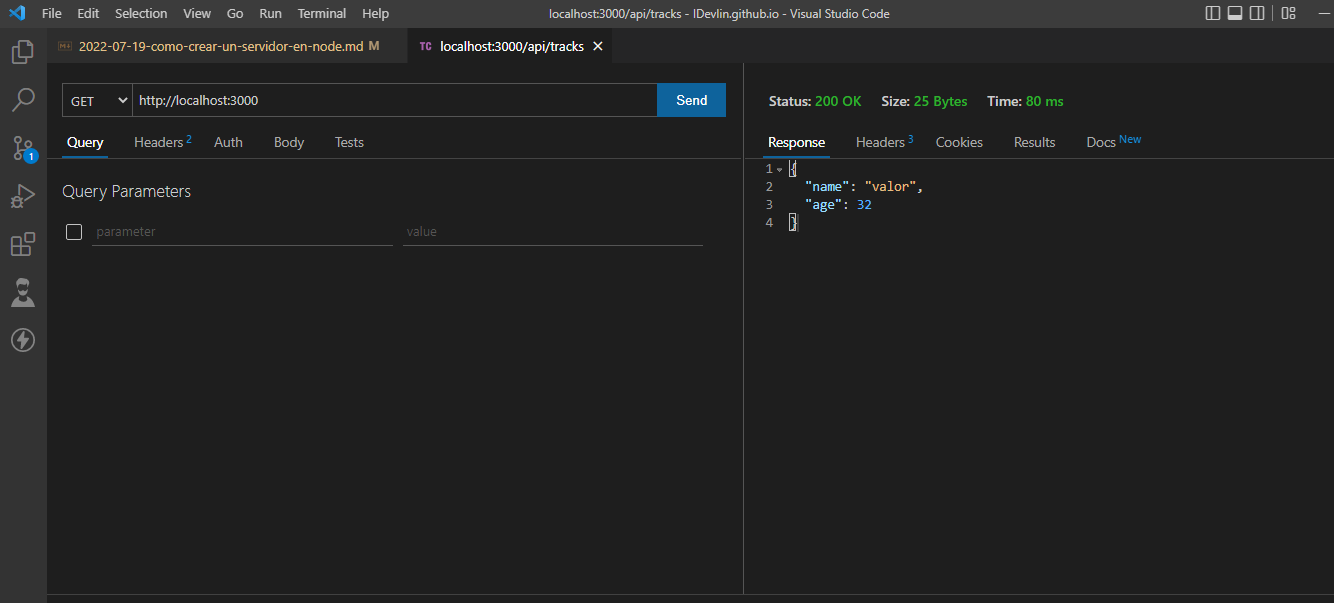 File Edit Selection View Go Run Terminal Help localhost:3000/api/tracks - IDevlin.github.io - Visual Studio Code
2022-07-19-como-crear-un-servidor-en-node.md M TC localhost:3000/api/tracks
GET http://localhost:3000 Send
Status: 200 OK Size: 25 Bytes Time: 80 ms
Query Headers 2 Auth Body Tests
Response Headers 3 Cookies Results Docs New
Query Parameters
parameter value
1 {
2 "name": "valor",
3 "age": 32
4 }
1